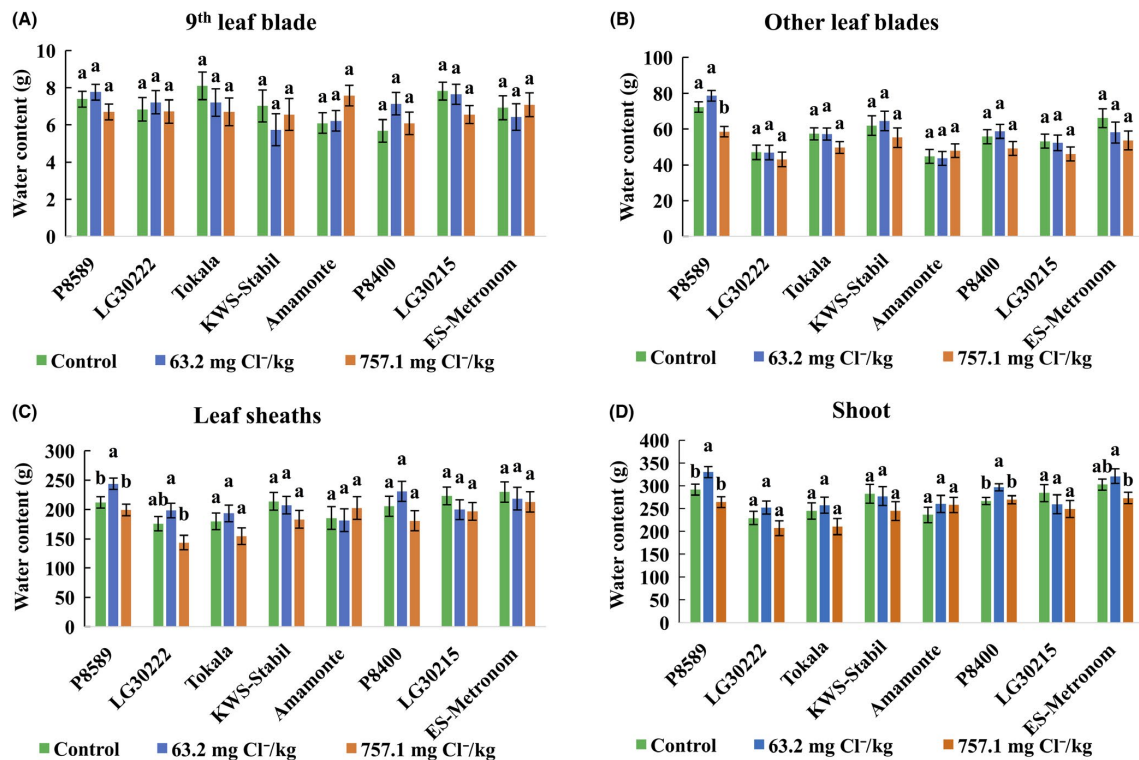 (A)
9th leaf blade
Water content (g)
10
8
6
4
2
0
a a a a a a a a a a a a a a a a a a a a a a a a
P8589 LG30222 Tokala KWS-Stabil Amamonte P8400 LG30215 ES-Metronom
Control 63.2 mg Cl⁻/kg 757.1 mg Cl⁻/kg
(B)
Other leaf blades
Water content (g)
100
80
60
40
20
0
a a b a a a a a a a a a a a a a a a a a a a a a
P8589 LG30222 Tokala KWS-Stabil Amamonte P8400 LG30215 ES-Metronom
Control 63.2 mg Cl⁻/kg 757.1 mg Cl⁻/kg
(C)
Leaf sheaths
Water content (g)
300
250
200
150
100
50
0
b a b ab a b a a a a a a a a a a a a a a a a a a
P8589 LG30222 Tokala KWS-Stabil Amamonte P8400 LG30215 ES-Metronom
Control 63.2 mg Cl⁻/kg 757.1 mg Cl⁻/kg
(D)
Shoot
Water content (g)
400
350
300
250
200
150
100
50
0
b a b a a a a a a a a a a a a b a b a a a ab a b
P8589 LG30222 Tokala KWS-Stabil Amamonte P8400 LG30215 ES-Metronom
Control 63.2 mg Cl⁻/kg 757.1 mg Cl⁻/kg